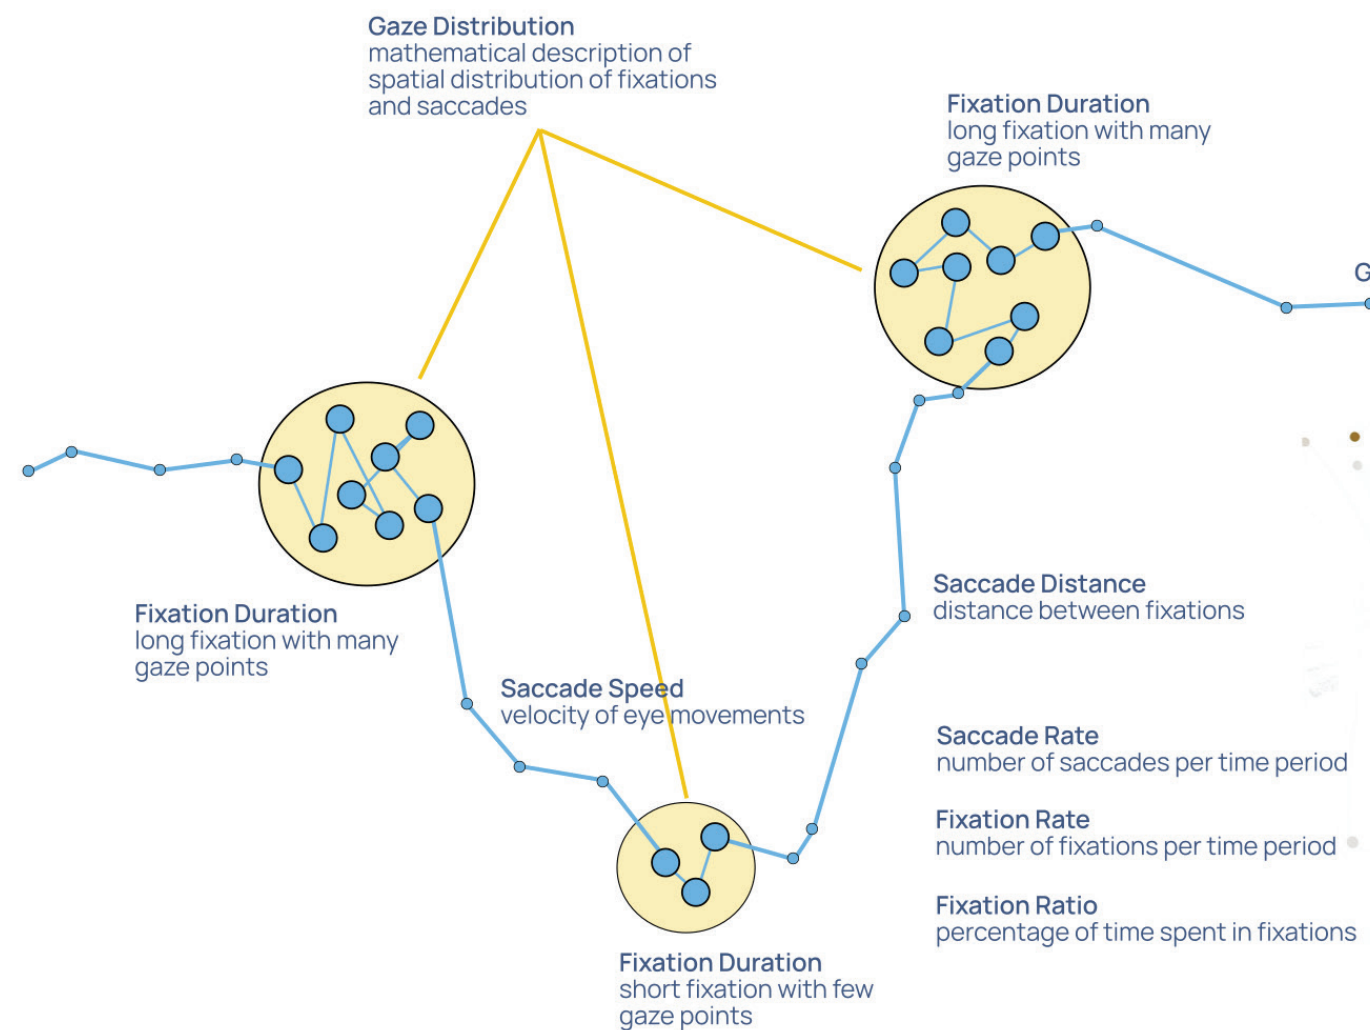 Gaze Distribution
mathematical description of
spatial distribution of fixations
and saccades
Fixation Duration
long fixation with many
gaze points
G
Fixation Duration
long fixation with many
gaze points
Saccade Speed
velocity of eye movements
Saccade Distance
distance between fixations
Saccade Rate
number of saccades per time period
Fixation Rate
number of fixations per time period
Fixation Ratio
percentage of time spent in fixations
Fixation Duration
short fixation with few
gaze points